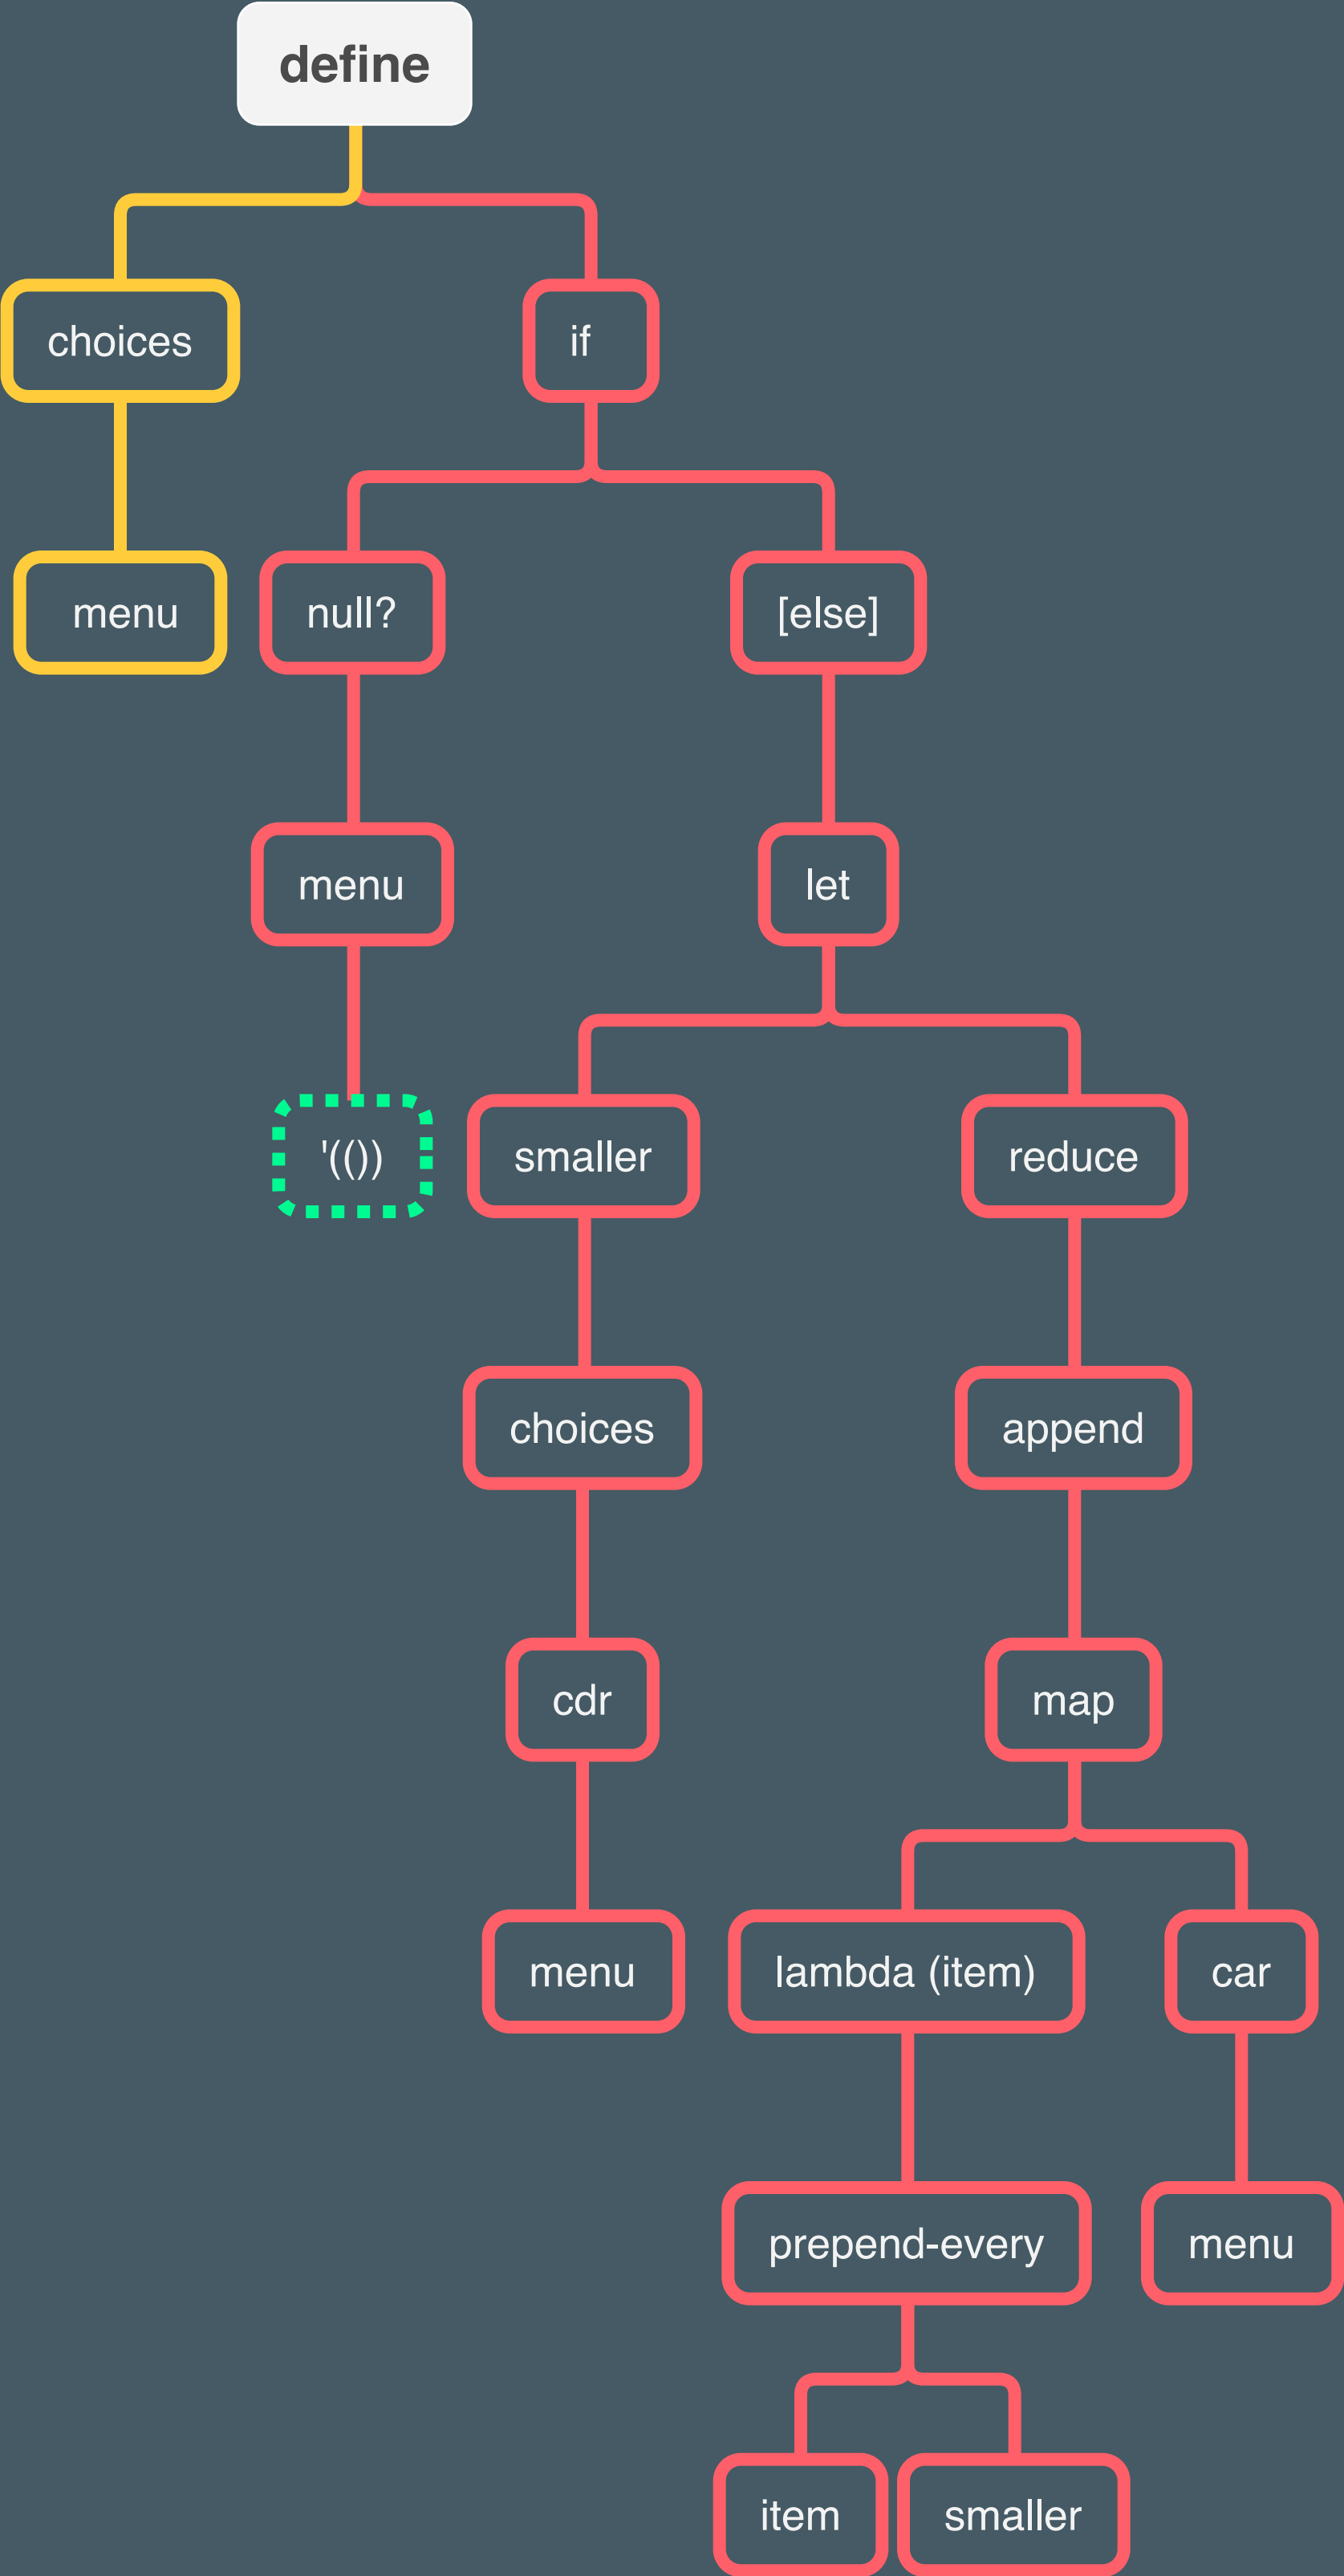 define
choices
if
menu
null?
[else]
menu
let
'(())
smaller
reduce
choices
append
cdr
map
menu
lambda (item)
car
prepend-every
menu
item
smaller